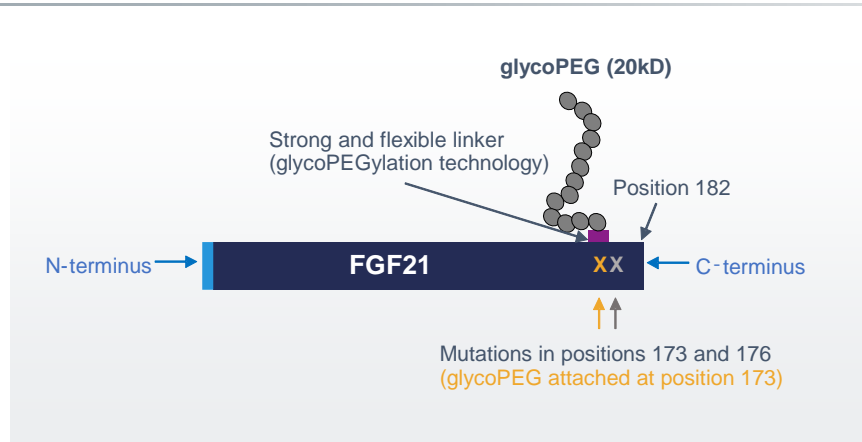 glycoPEG (20kD)
Strong and flexible linker
(glycoPEGylation technology)
Position 182
N-terminus
FGF21
XX
C-terminus
Mutations in positions 173 and 176
(glycoPEG attached at position 173)